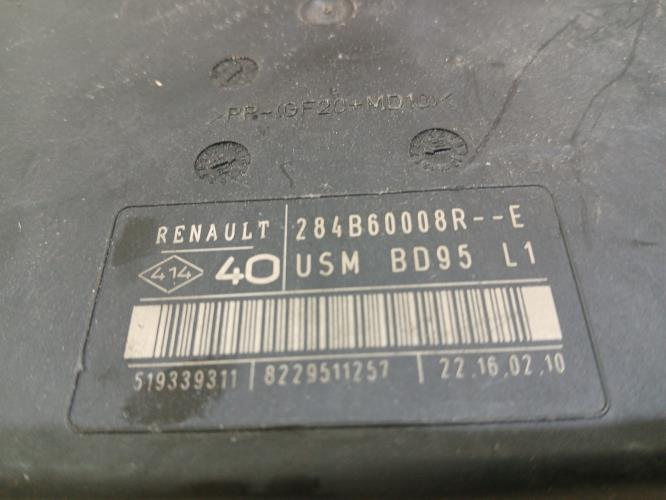 >PP-(GF20+MD10)<
RENAULT 284B60008R--E
414 40 USM BD95 L1
519339311 8229511257 22.16.02.10